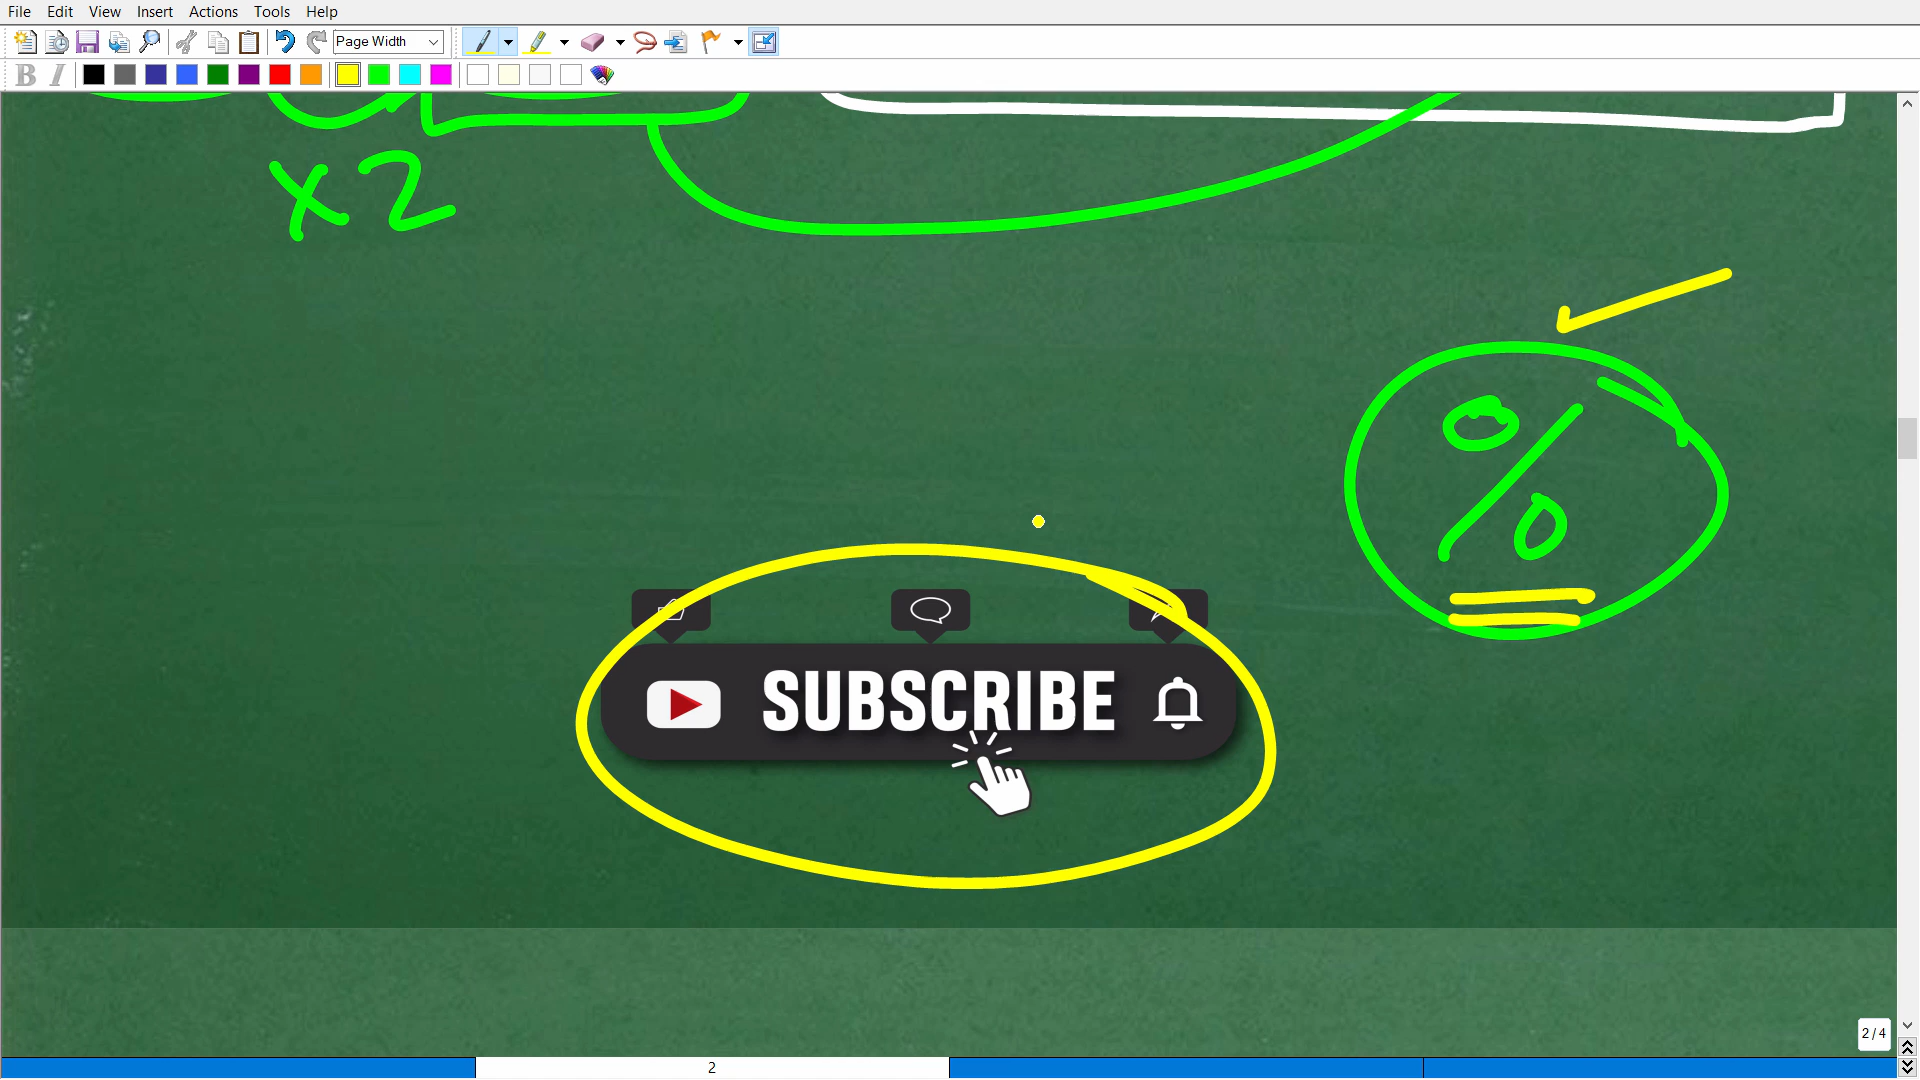 File Edit View Insert Actions Tools Help
Page Width
B I
x2
%
SUBSCRIBE
2 / 4
2